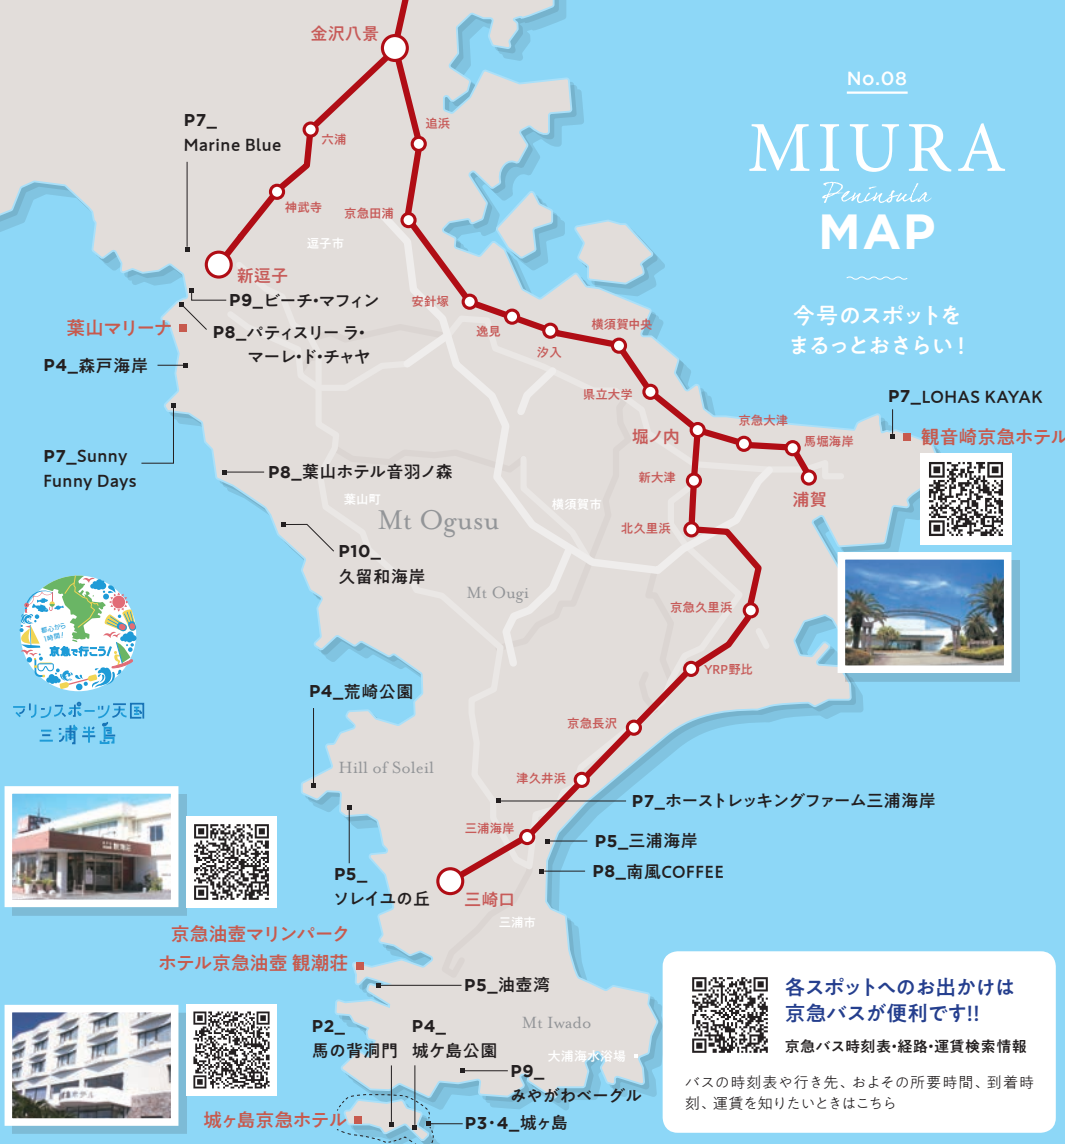 No.08
MIURA
Peninsula
MAP
今号のスポットを
まるっとおさらい!
金沢八景
追浜
六浦
P7_
Marine Blue
神武寺
京急田浦
逗子市
新逗子
P9_ビーチ・マフィン
安針塚
逸見
汐入
横須賀中央
葉山マリーナ
P8_パティスリー ラ・
マーレ・ド・チャヤ
P4_森戸海岸
県立大学
P7_LOHAS KAYAK
堀ノ内
京急大津
馬堀海岸
観音崎京急ホテル
P7_Sunny
Funny Days
P8_葉山ホテル音羽ノ森
新大津
浦賀
葉山町
横須賀市
Mt Ogusu
北久里浜
P10_
久留和海岸
Mt Ougi
京急久里浜
都心から
1時間!
京急で行こう!
マリンスポーツ天国
三浦半島
YRP野比
P4_荒崎公園
京急長沢
Hill of Soleil
津久井浜
P7_ホーストレッキングファーム三浦海岸
三浦海岸
P5_三浦海岸
P5_
ソレイユの丘
P8_南風COFFEE
三崎口
三浦市
京急油壺マリンパーク
ホテル京急油壺 観潮荘
P5_油壺湾
P2_
馬の背洞門
P4_
城ケ島公園
Mt Iwado
大浦海水浴場
P9_
みやがわベーグル
城ヶ島京急ホテル
P3・4_城ヶ島
各スポットへのお出かけは
京急バスが便利です!!
京急バス時刻表・経路・運賃検索情報
バスの時刻表や行き先、およその所要時間、到着時
刻、運賃を知りたいときはこちら